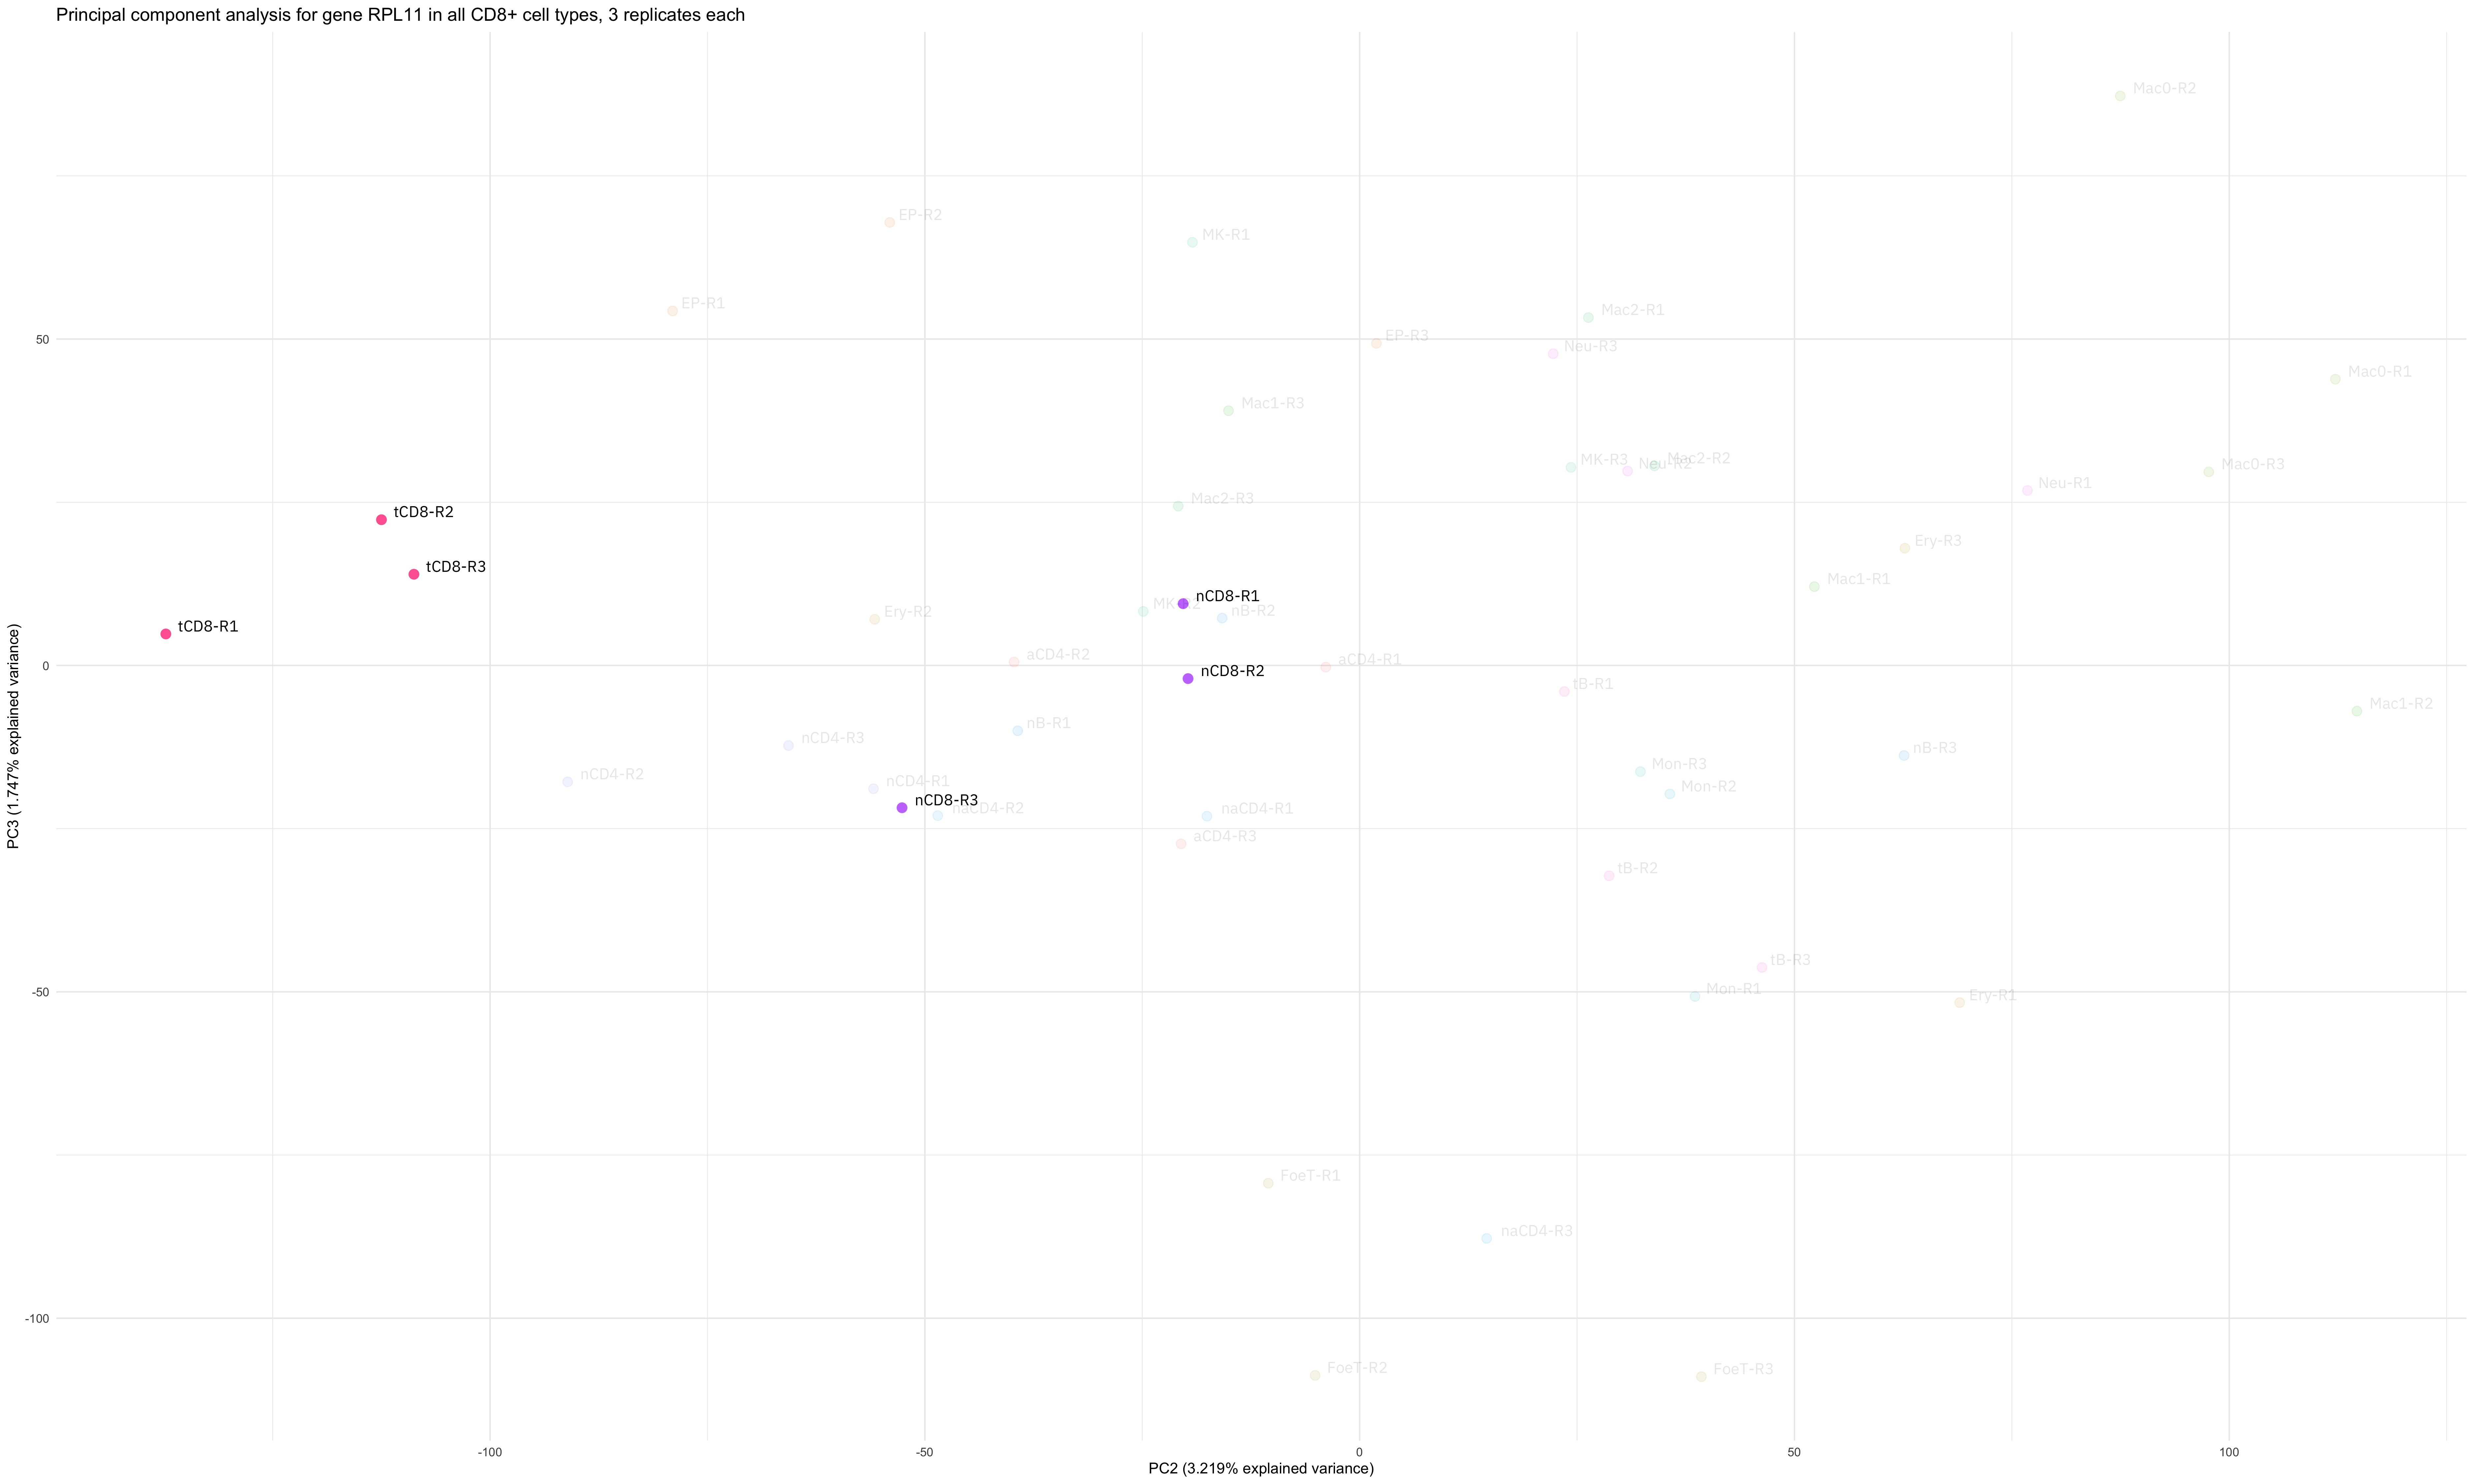 Principal component analysis for gene RPL11 in all CD8+ cell types, 3 replicates each
Mac0-R2
EP-R2
MK-R1
EP-R1
Mac2-R1
EP-R3
Neu-R3
50
Mac0-R1
Mac1-R3
MK-R3
Neu-R2
Mac2-R2
Mac0-R3
Neu-R1
Mac2-R3
tCD8-R2
Ery-R3
tCD8-R3
Mac1-R1
nCD8-R1
MK-R2
nB-R2
Ery-R2
tCD8-R1
aCD4-R2
aCD4-R1
0
nCD8-R2
tB-R1
Mac1-R2
nB-R1
nCD4-R3
nB-R3
Mon-R3
nCD4-R2
nCD4-R1
Mon-R2
nCD8-R3
naCD4-R2
naCD4-R1
aCD4-R3
tB-R2
tB-R3
Mon-R1
Ery-R1
-50
FoeT-R1
naCD4-R3
-100
FoeT-R2
FoeT-R3
-100
-50
0
50
100
PC2 (3.219% explained variance)
PC3 (1.747% explained variance)